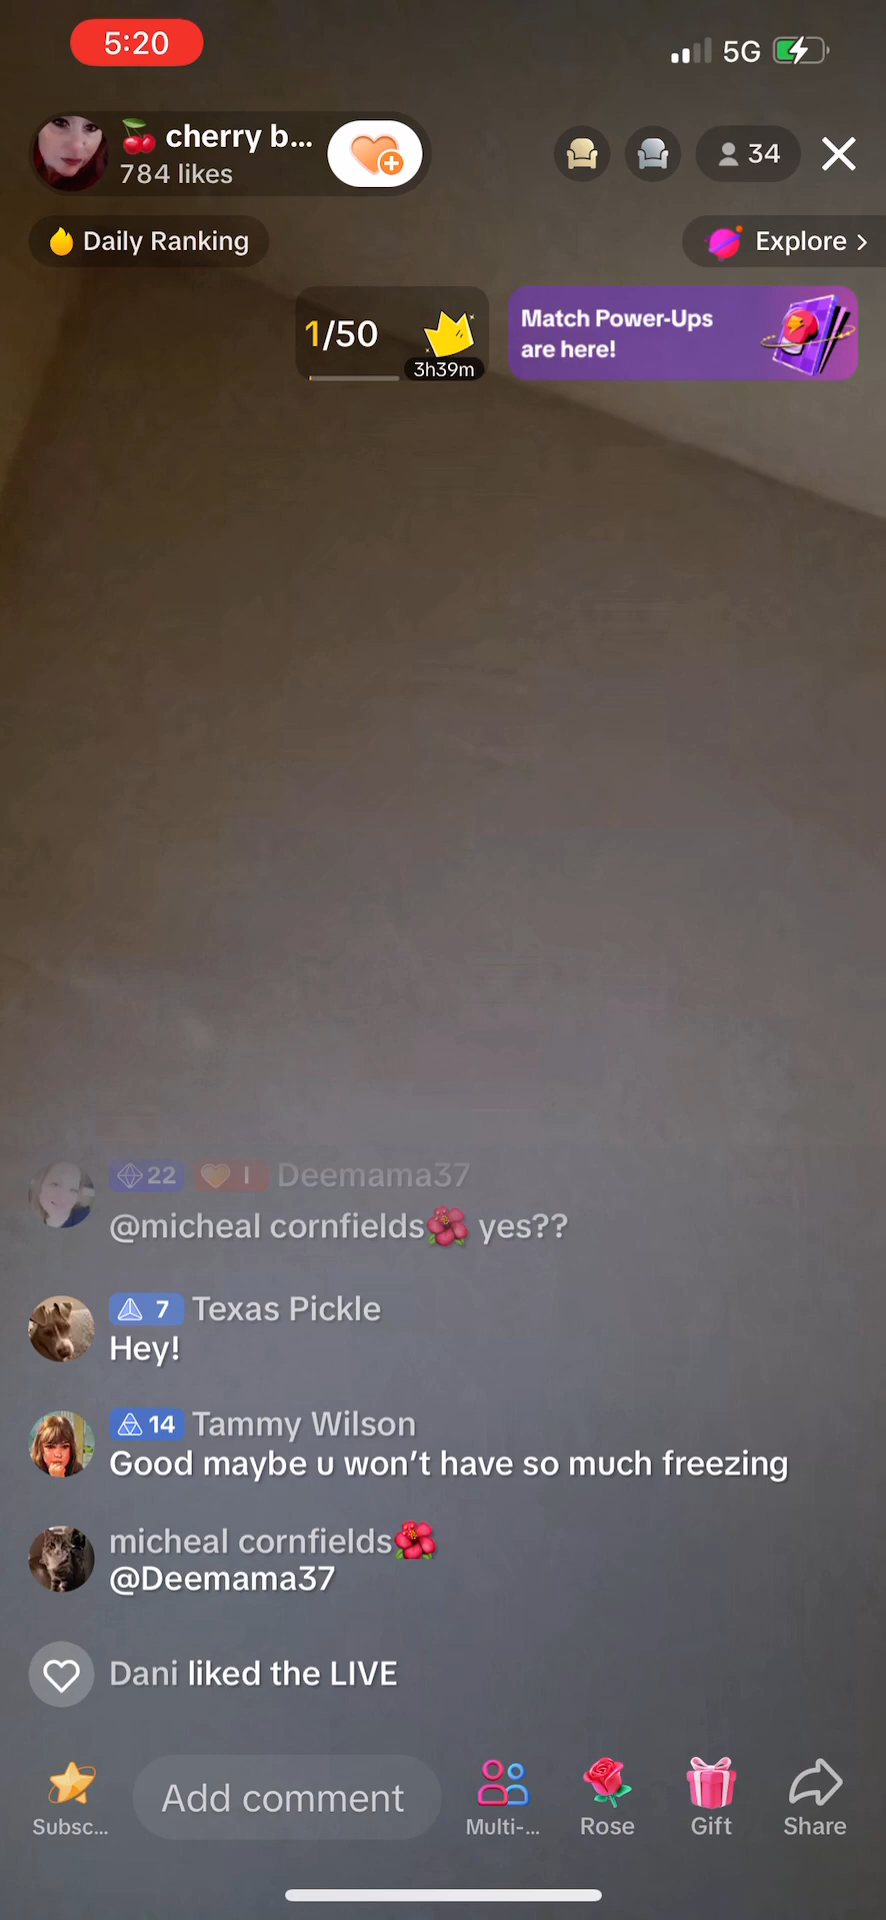 5:20
5G
🍒 cherry b...
784 likes
34
Daily Ranking
Explore >
1/50
3h39m
Match Power-Ups
are here!
22 I Deemama37
@micheal cornfields🌺 yes??
7 Texas Pickle
Hey!
14 Tammy Wilson
Good maybe u won't have so much freezing
micheal cornfields🌺
@Deemama37
Dani liked the LIVE
Add comment
Subsc...
Multi-...
Rose
Gift
Share